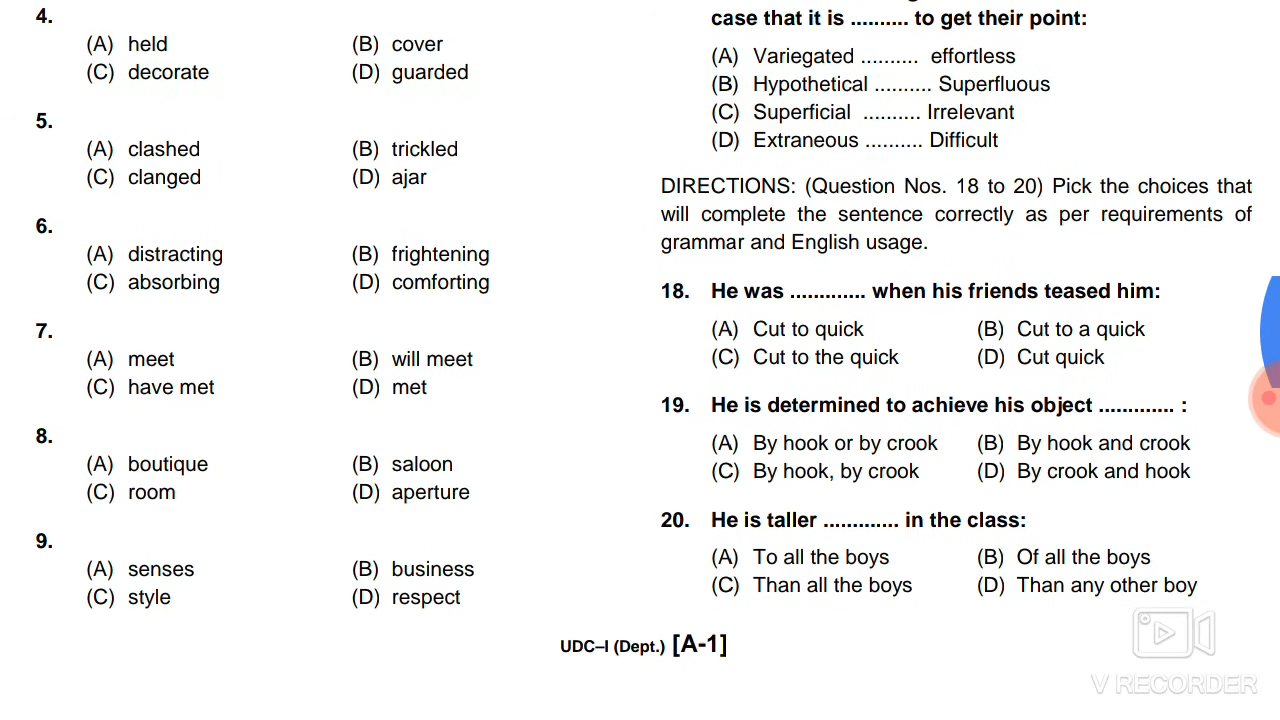 4.
(A) held (B) cover
(C) decorate (D) guarded
5.
(A) clashed (B) trickled
(C) clanged (D) ajar
6.
(A) distracting (B) frightening
(C) absorbing (D) comforting
7.
(A) meet (B) will meet
(C) have met (D) met
8.
(A) boutique (B) saloon
(C) room (D) aperture
9.
(A) senses (B) business
(C) style (D) respect
case that it is .......... to get their point:
(A) Variegated .......... effortless
(B) Hypothetical .......... Superfluous
(C) Superficial .......... Irrelevant
(D) Extraneous .......... Difficult
DIRECTIONS: (Question Nos. 18 to 20) Pick the choices that
will complete the sentence correctly as per requirements of
grammar and English usage.
18. He was ............. when his friends teased him:
(A) Cut to quick (B) Cut to a quick
(C) Cut to the quick (D) Cut quick
19. He is determined to achieve his object ............. :
(A) By hook or by crook (B) By hook and crook
(C) By hook, by crook (D) By crook and hook
20. He is taller ............. in the class:
(A) To all the boys (B) Of all the boys
(C) Than all the boys (D) Than any other boy
UDC–I (Dept.) [A-1]
V RECORDER